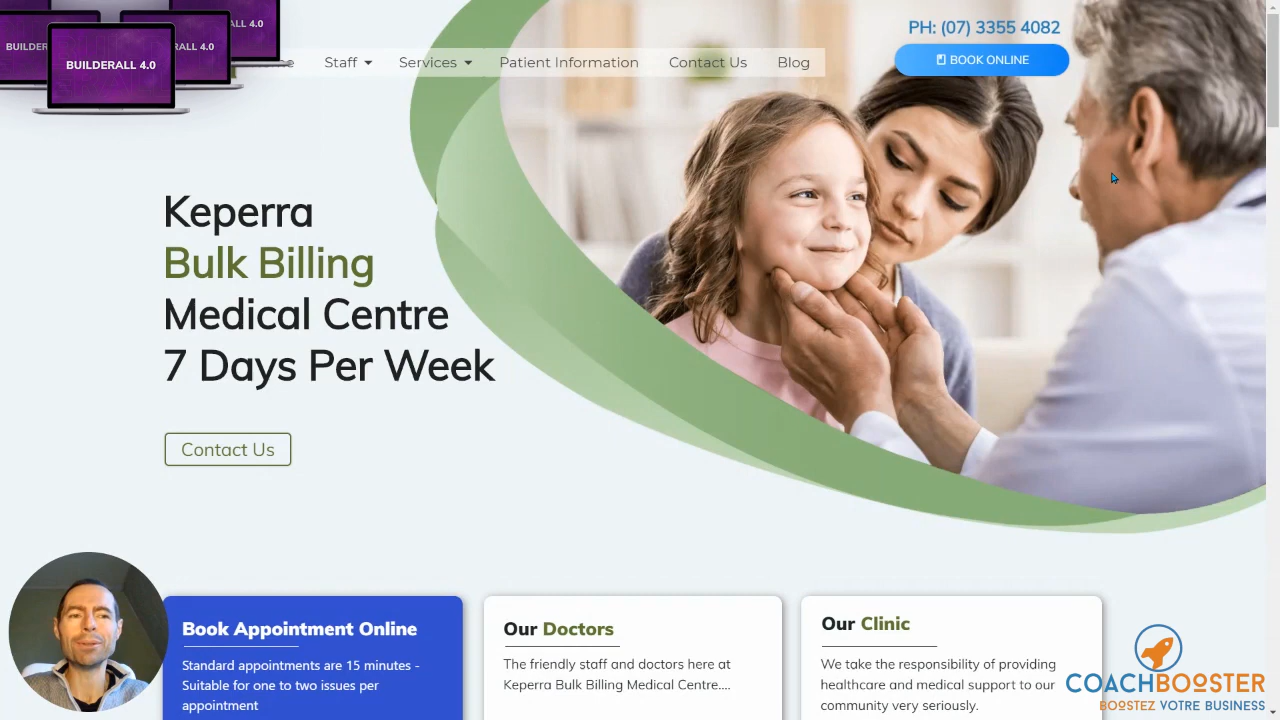 ALL 4.0
BUILDER
RALL 4.0
BUILDERALL 4.0
Staff
Services
Patient Information
Contact Us
Blog
PH: (07) 3355 4082
BOOK ONLINE
Keperra
Bulk Billing
Medical Centre
7 Days Per Week
Contact Us
Book Appointment Online
Standard appointments are 15 minutes -
Suitable for one to two issues per
appointment
Our Doctors
The friendly staff and doctors here at
Keperra Bulk Billing Medical Centre....
Our Clinic
We take the responsibility of providing
healthcare and medical support to our
community very seriously.
COACHBOOSTER
BOOSTEZ VOTRE BUSINESS